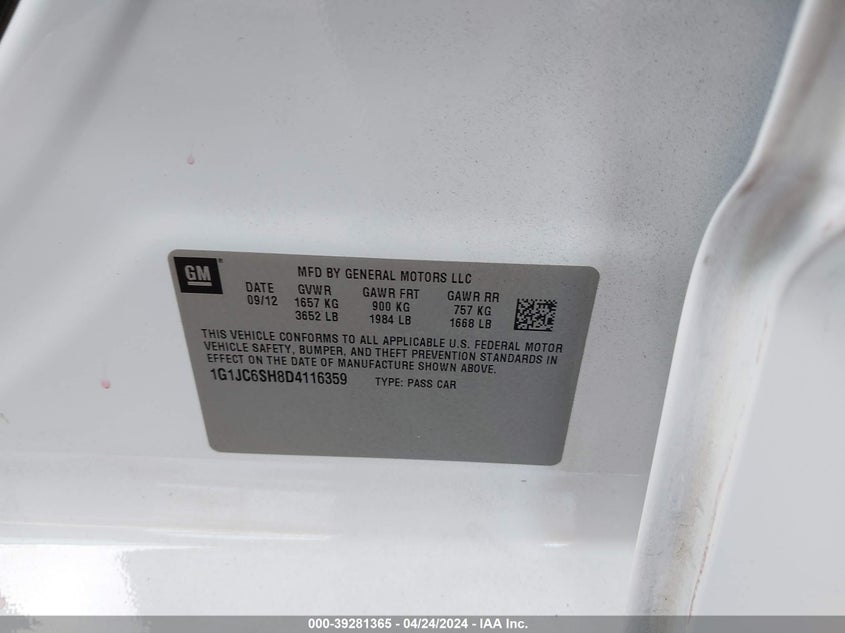 GM®
MFD BY GENERAL MOTORS LLC
DATE GVWR GAWR FRT GAWR RR
09/12 1657 KG 900 KG 757 KG
3652 LB 1984 LB 1668 LB
THIS VEHICLE CONFORMS TO ALL APPLICABLE U.S. FEDERAL MOTOR
VEHICLE SAFETY, BUMPER, AND THEFT PREVENTION STANDARDS IN
EFFECT ON THE DATE OF MANUFACTURE SHOWN ABOVE.
1G1JC6SH8D4116359 TYPE: PASS CAR
000-39281365 - 04/24/2024 - IAA Inc.